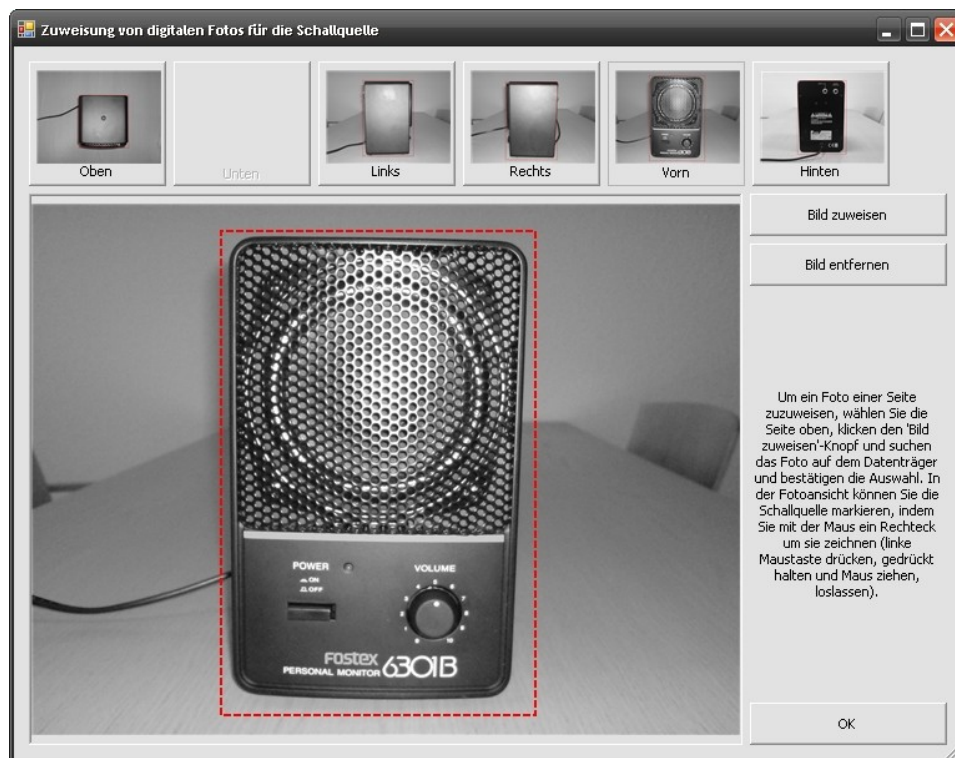 Zuweisung von digitalen Fotos für die Schallquelle
Oben
Unten
Links
Rechts
Vorn
Hinten
Bild zuweisen
Bild entfernen
Um ein Foto einer Seite
zuzuweisen, wählen Sie die
Seite oben, klicken den 'Bild
zuweisen'-Knopf und suchen
das Foto auf dem Datenträger
und bestätigen die Auswahl. In
der Fotoansicht können Sie die
Schallquelle markieren, indem
Sie mit der Maus ein Rechteck
um sie zeichnen (linke
Maustaste drücken, gedrückt
halten und Maus ziehen,
loslassen).
POWER
ON
OFF
VOLUME
FOSTEX
PERSONAL MONITOR 6301B
OK